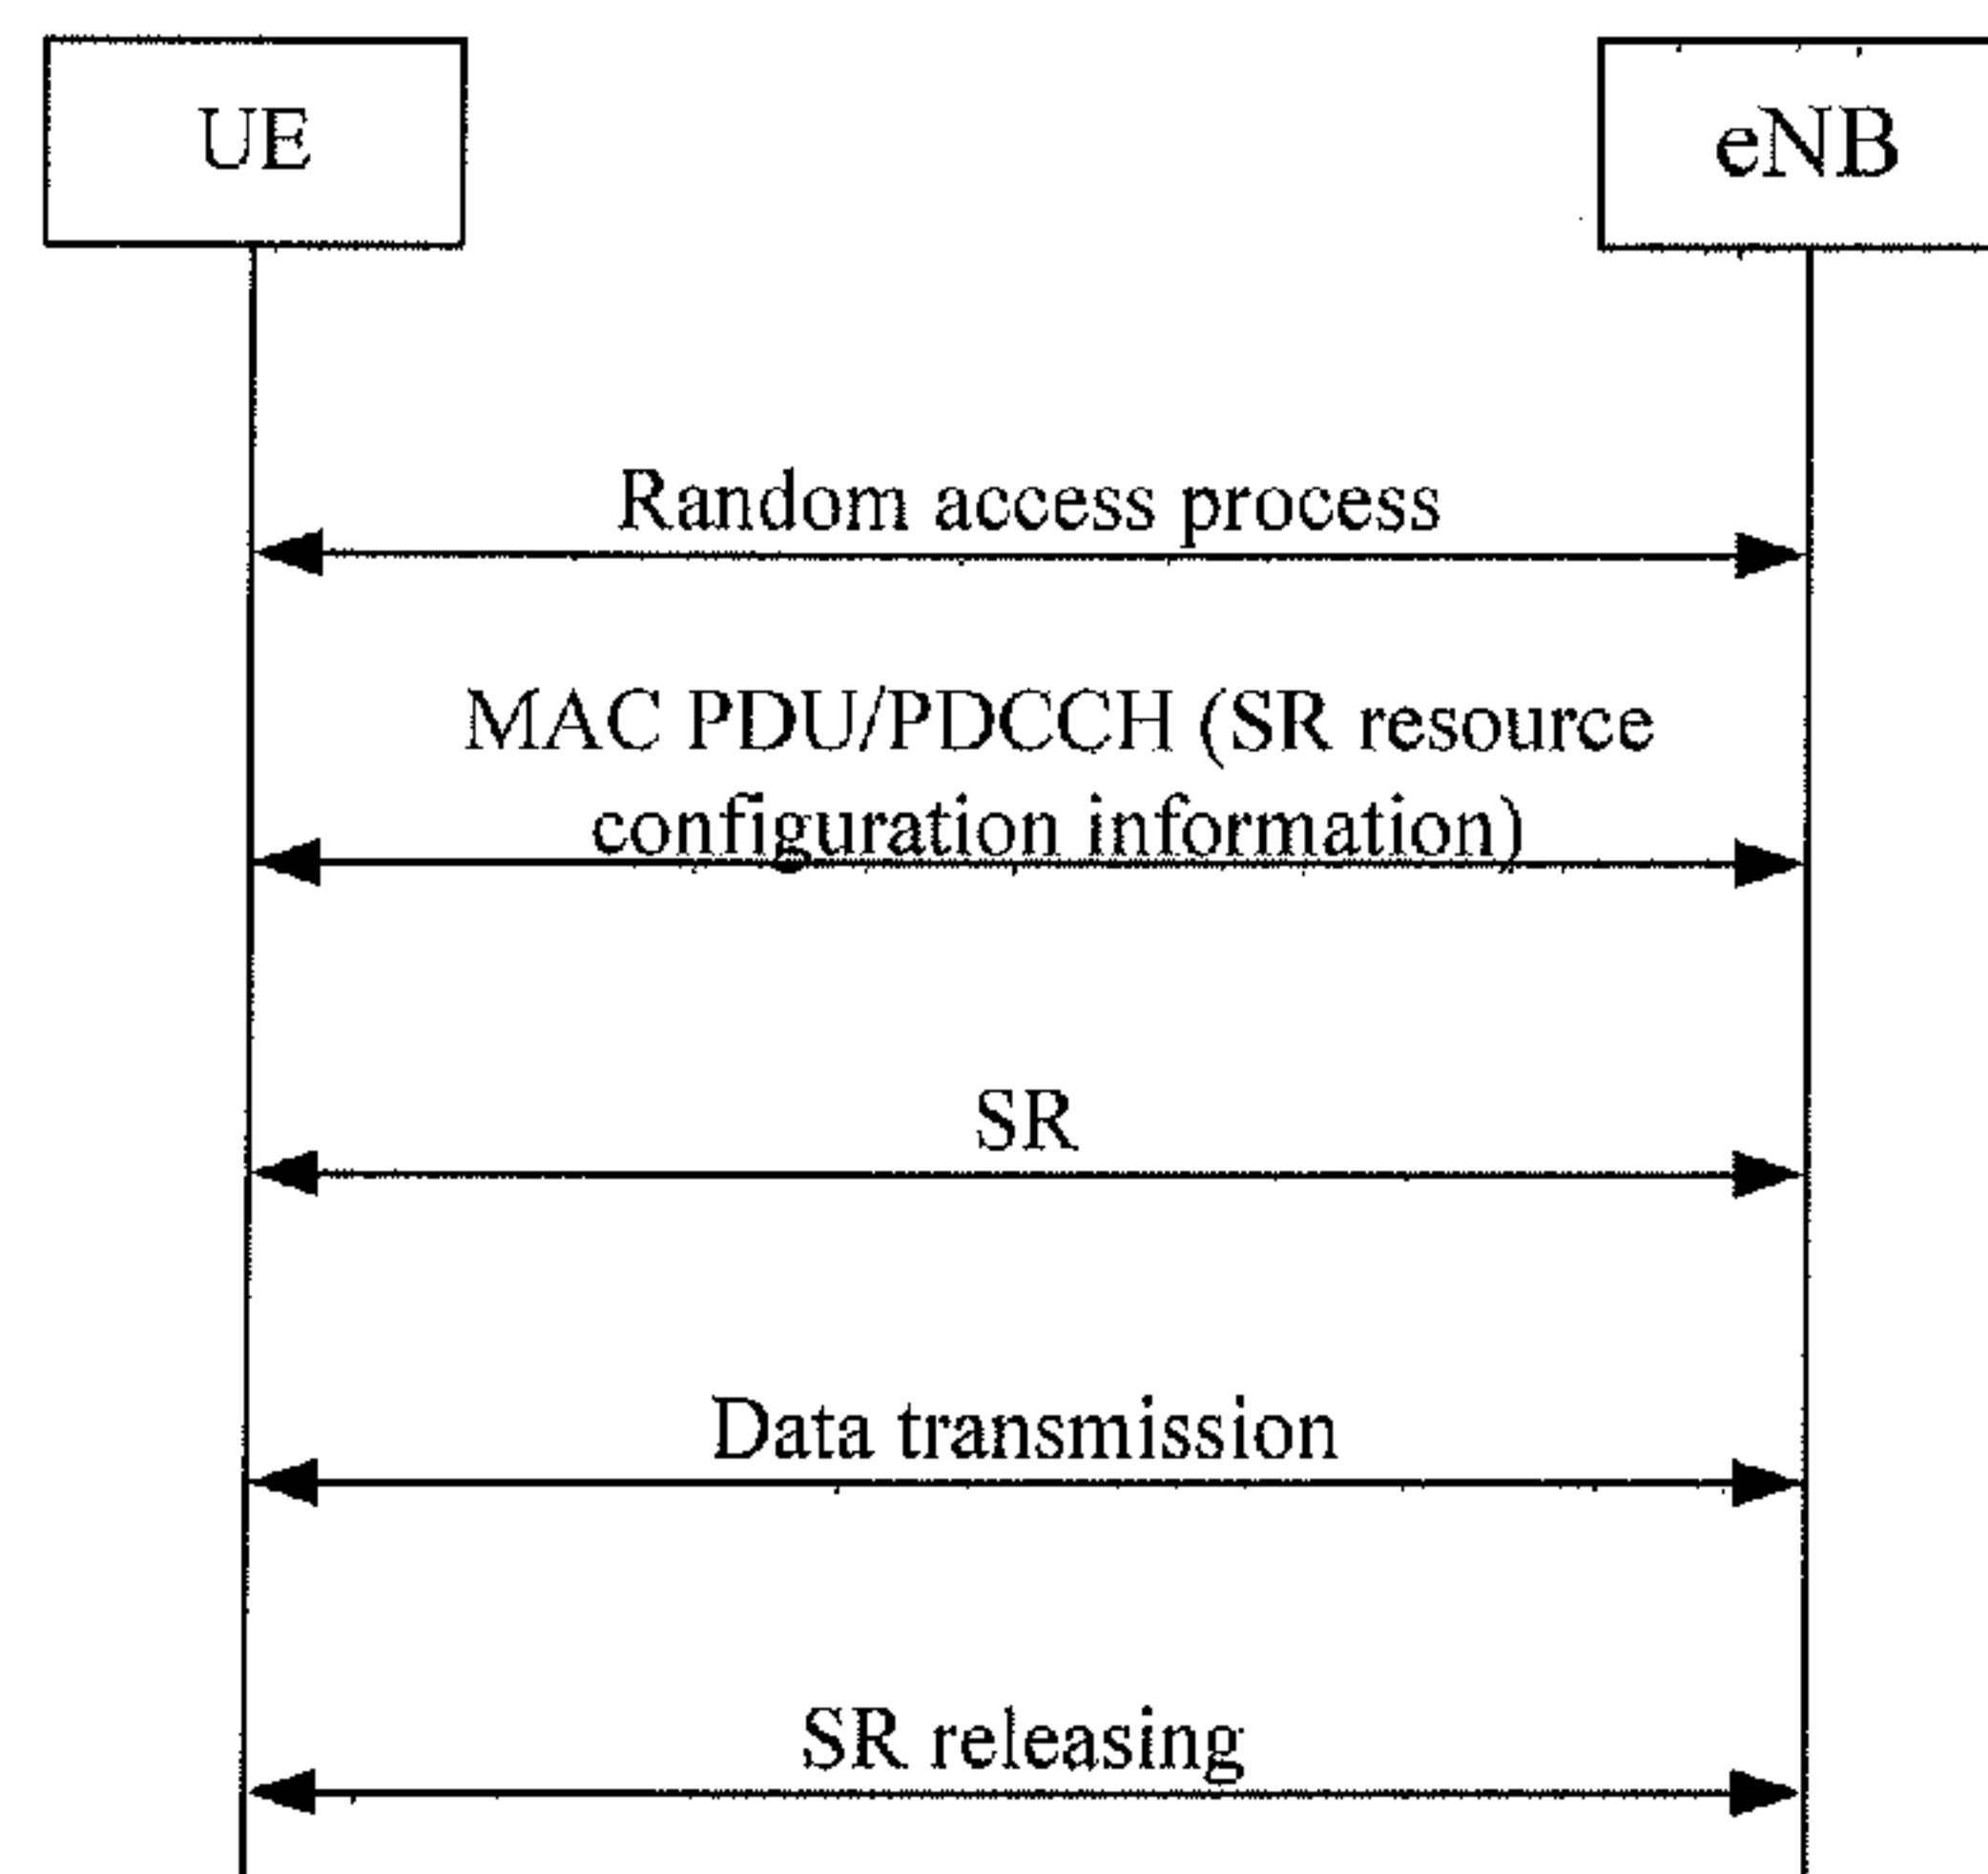 UE
eNB
Random access process
MAC PDU/PDCCH (SR resource
configuration information)
SR
Data transmission
SR releasing